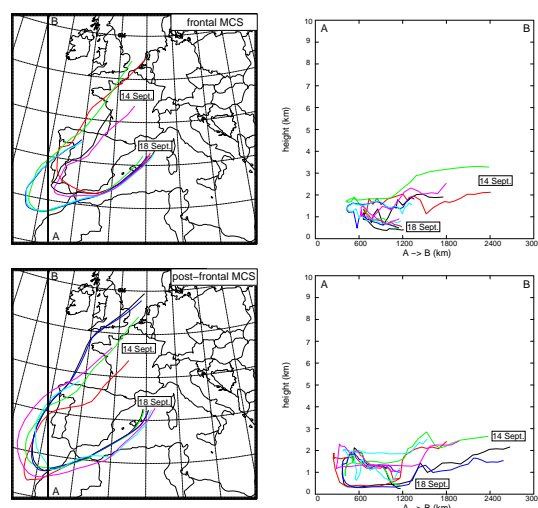 B
frontal MCS
14 Sept.
18 Sept.
A
A
B
10
9
8
7
6
5
4
3
2
1
0
height (km)
14 Sept.
18 Sept.
0
600
1200
1800
2400
3000
A -> B (km)
B
post-frontal MCS
14 Sept.
18 Sept.
A
A
B
10
9
8
7
6
5
4
3
2
1
0
height (km)
14 Sept.
18 Sept.
0
600
1200
1800
2400
3000
A -> B (km)